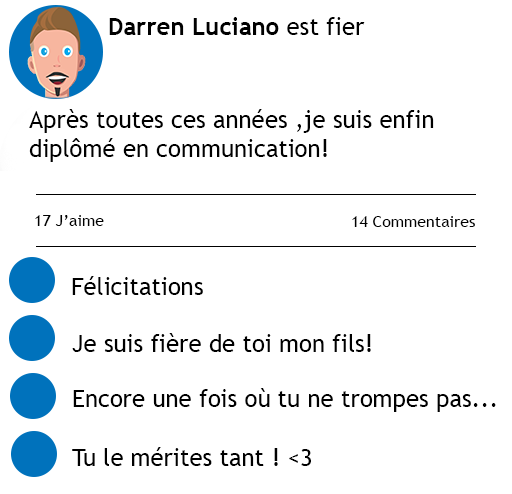 Darren Luciano est fier
Après toutes ces années ,je suis enfin
diplômé en communication!
17 J’aime
14 Commentaires
Félicitations
Je suis fière de toi mon fils!
Encore une fois où tu ne trompes pas...
Tu le mérites tant ! <3